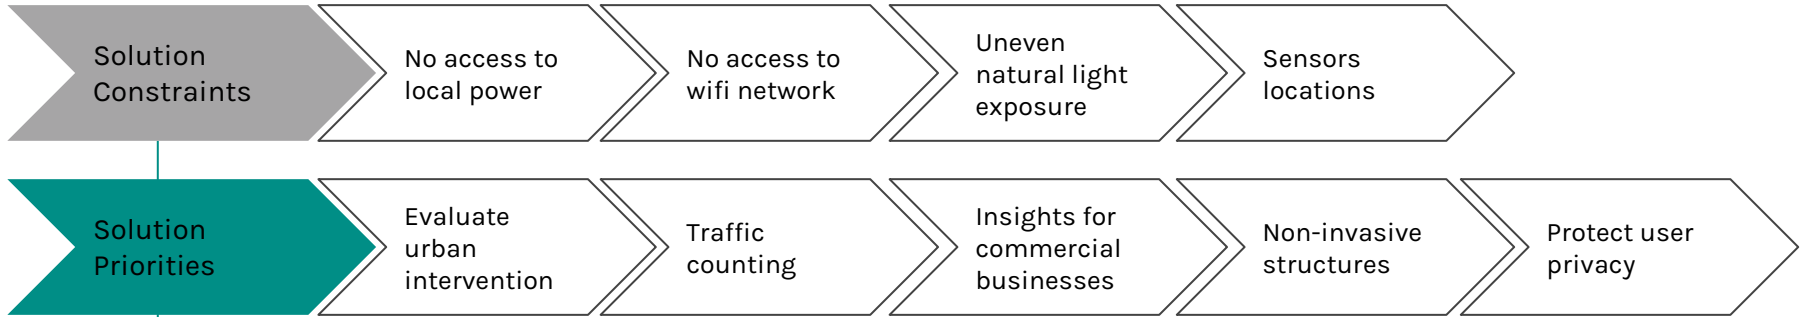 Solution
Constraints
No access to
local power
No access to
wifi network
Uneven
natural light
exposure
Sensors
locations
Solution
Priorities
Evaluate
urban
intervention
Traffic
counting
Insights for
commercial
businesses
Non-invasive
structures
Protect user
privacy